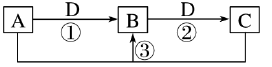 A D B D C
① ②
③